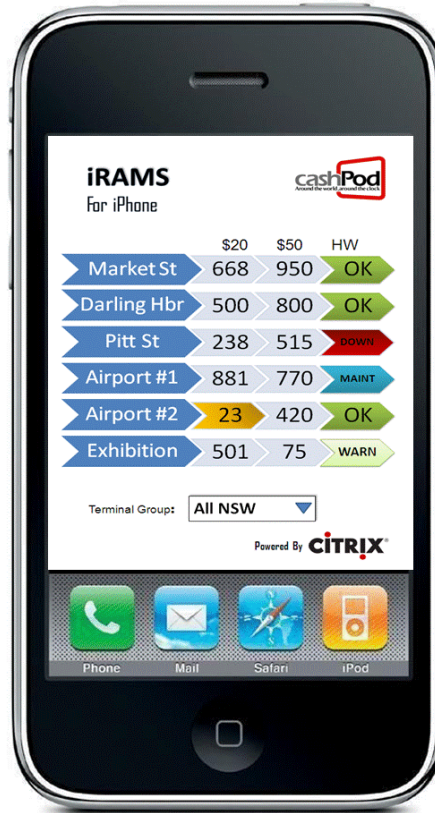 iRAMS
For iPhone
cashPod
Around the world, around the clock
$20 $50 HW
Market St 668 950 OK
Darling Hbr 500 800 OK
Pitt St 238 515 DOWN
Airport #1 881 770 MAINT
Airport #2 23 420 OK
Exhibition 501 75 WARN
Terminal Group: All NSW
Powered By CiTRIX®
Phone Mail Safari iPod